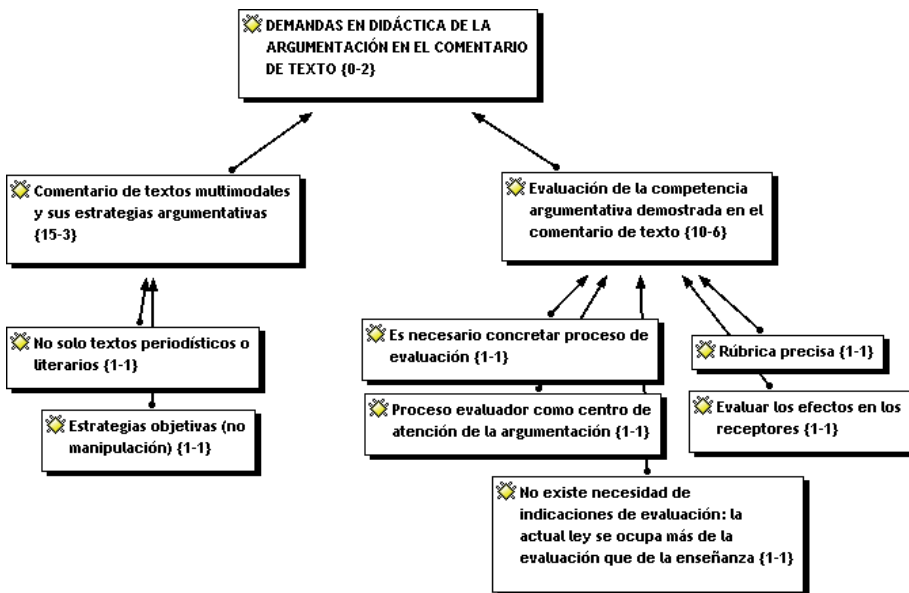 DEMANDAS EN DIDÁCTICA DE LA
ARGUMENTACIÓN EN EL COMENTARIO
DE TEXTO {0-2}
Comentario de textos multimodales
y sus estrategias argumentativas
{15-3}
Evaluación de la competencia
argumentativa demostrada en el
comentario de texto {10-6}
No solo textos periodísticos o
literarios {1-1}
Estrategias objetivas (no
manipulación) {1-1}
Es necesario concretar proceso de
evaluación {1-1}
Proceso evaluador como centro de
atención de la argumentación {1-1}
Rúbrica precisa {1-1}
Evaluar los efectos en los
receptores {1-1}
No existe necesidad de
indicaciones de evaluación: la
actual ley se ocupa más de la
evaluación que de la enseñanza {1-1}